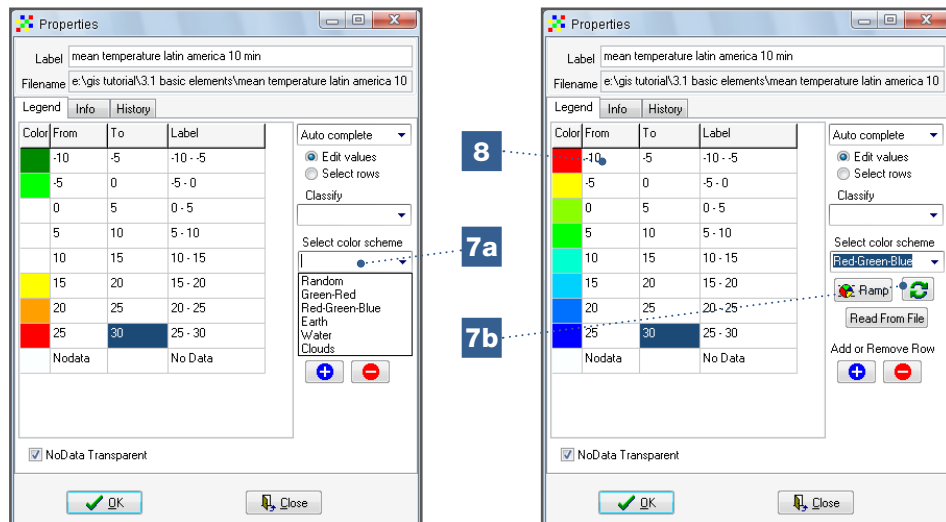 Properties
Label mean temperature latin america 10 min
Filename e:\gis tutorial\3.1 basic elements\mean temperature latin america 10
Legend Info History
Color From To Label
-10 -5 -10 - -5
-5 0 -5 - 0
0 5 0 - 5
5 10 5 - 10
10 15 10 - 15
15 20 15 - 20
20 25 20 - 25
25 30 25 - 30
Nodata No Data
Auto complete
Edit values
Select rows
Classify
Select color scheme
Random
Green-Red
Red-Green-Blue
Earth
Water
Clouds
NoData Transparent
OK Close
8
7a
7b
Properties
Label mean temperature latin america 10 min
Filename e:\gis tutorial\3.1 basic elements\mean temperature latin america 10
Legend Info History
Color From To Label
-10 -5 -10 - -5
-5 0 -5 - 0
0 5 0 - 5
5 10 5 - 10
10 15 10 - 15
15 20 15 - 20
20 25 20 - 25
25 30 25 - 30
Nodata No Data
Auto complete
Edit values
Select rows
Classify
Select color scheme
Red-Green-Blue
Ramp
Read From File
Add or Remove Row
NoData Transparent
OK Close